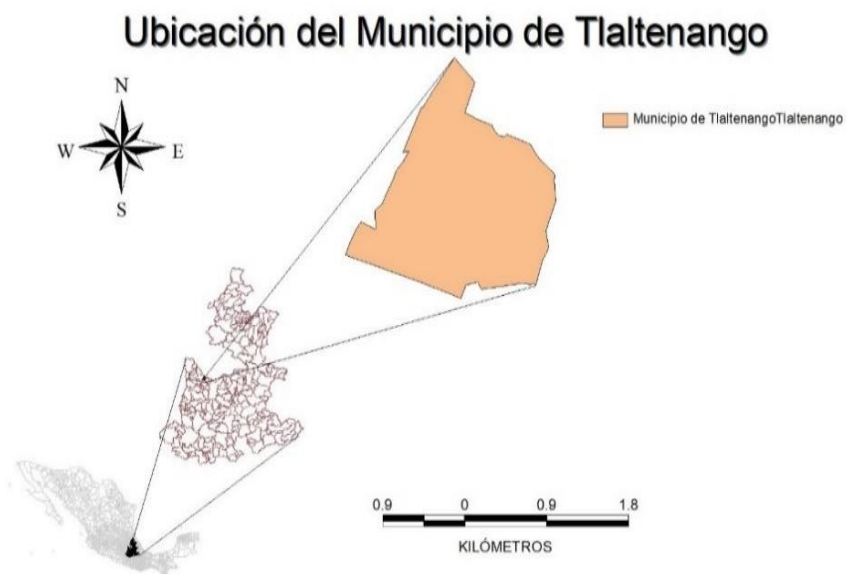 Ubicación del Municipio de Tlaltenango
N
W E
S
Municipio de TlaltenangoTlaltenango
0.9 0 0.9 1.8
KILÓMETROS